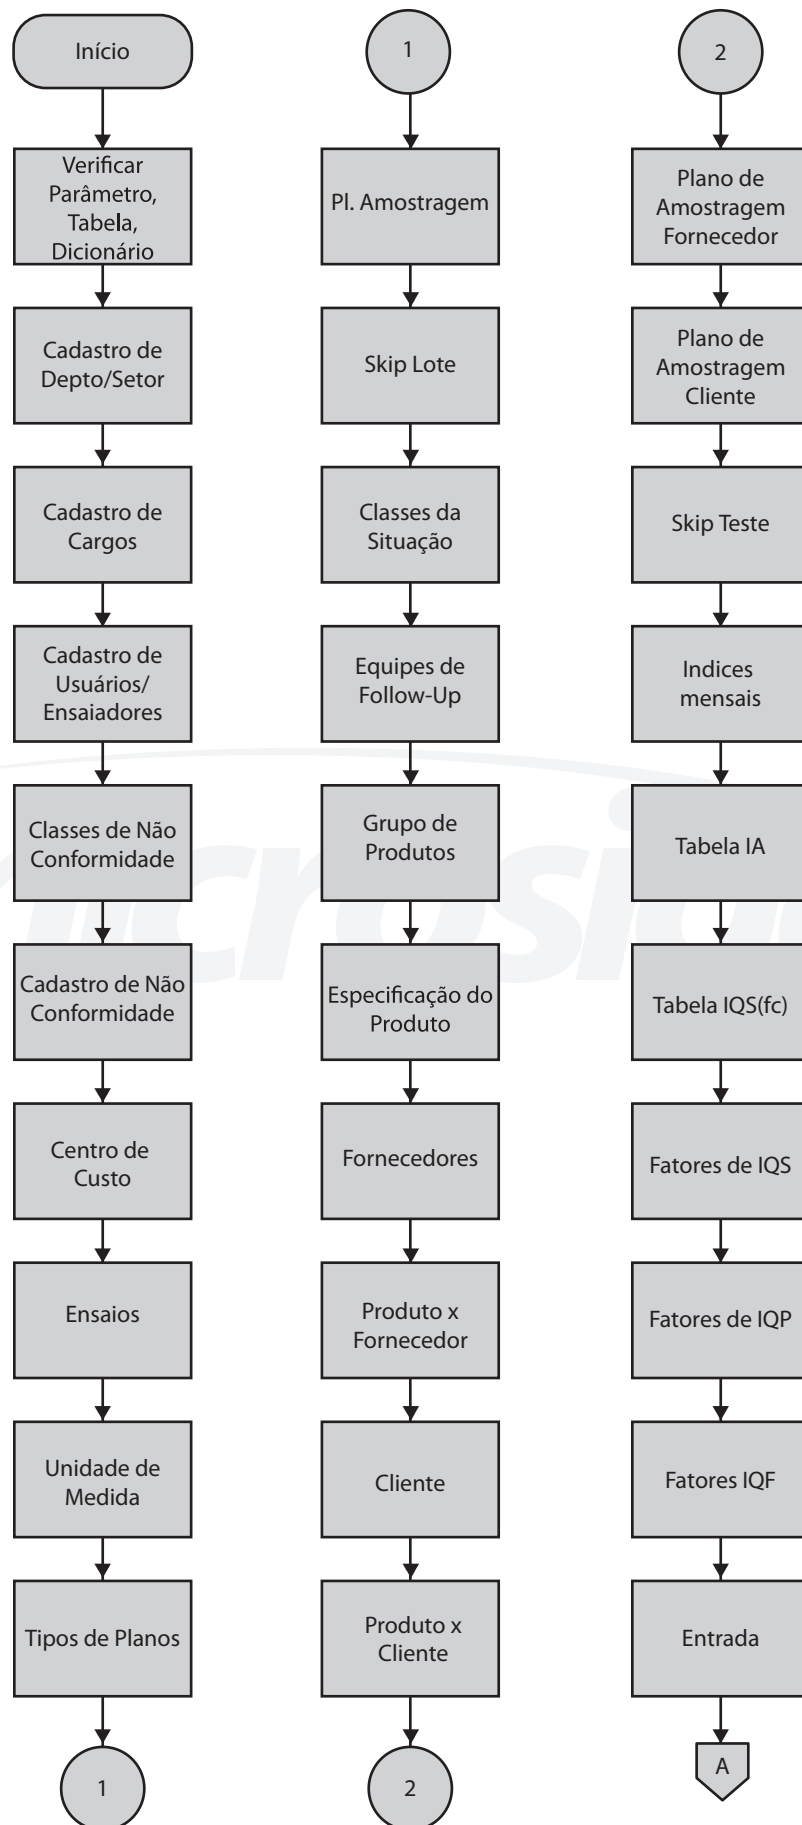 Início
Verificar
Parâmetro,
Tabela,
Dicionário
Cadastro de
Depto/Setor
Cadastro de
Cargos
Cadastro de
Usuários/
Ensaiadores
Classes de Não
Conformidade
Cadastro de Não
Conformidade
Centro de
Custo
Ensaios
Unidade de
Medida
Tipos de Planos
1
1
Pl. Amostragem
Skip Lote
Classes da
Situação
Equipes de
Follow-Up
Grupo de
Produtos
Especificação do
Produto
Fornecedores
Produto x
Fornecedor
Cliente
Produto x
Cliente
2
2
Plano de
Amostragem
Fornecedor
Plano de
Amostragem
Cliente
Skip Teste
Indices
mensais
Tabela IA
Tabela IQS(fc)
Fatores de IQS
Fatores de IQP
Fatores IQF
Entrada
A